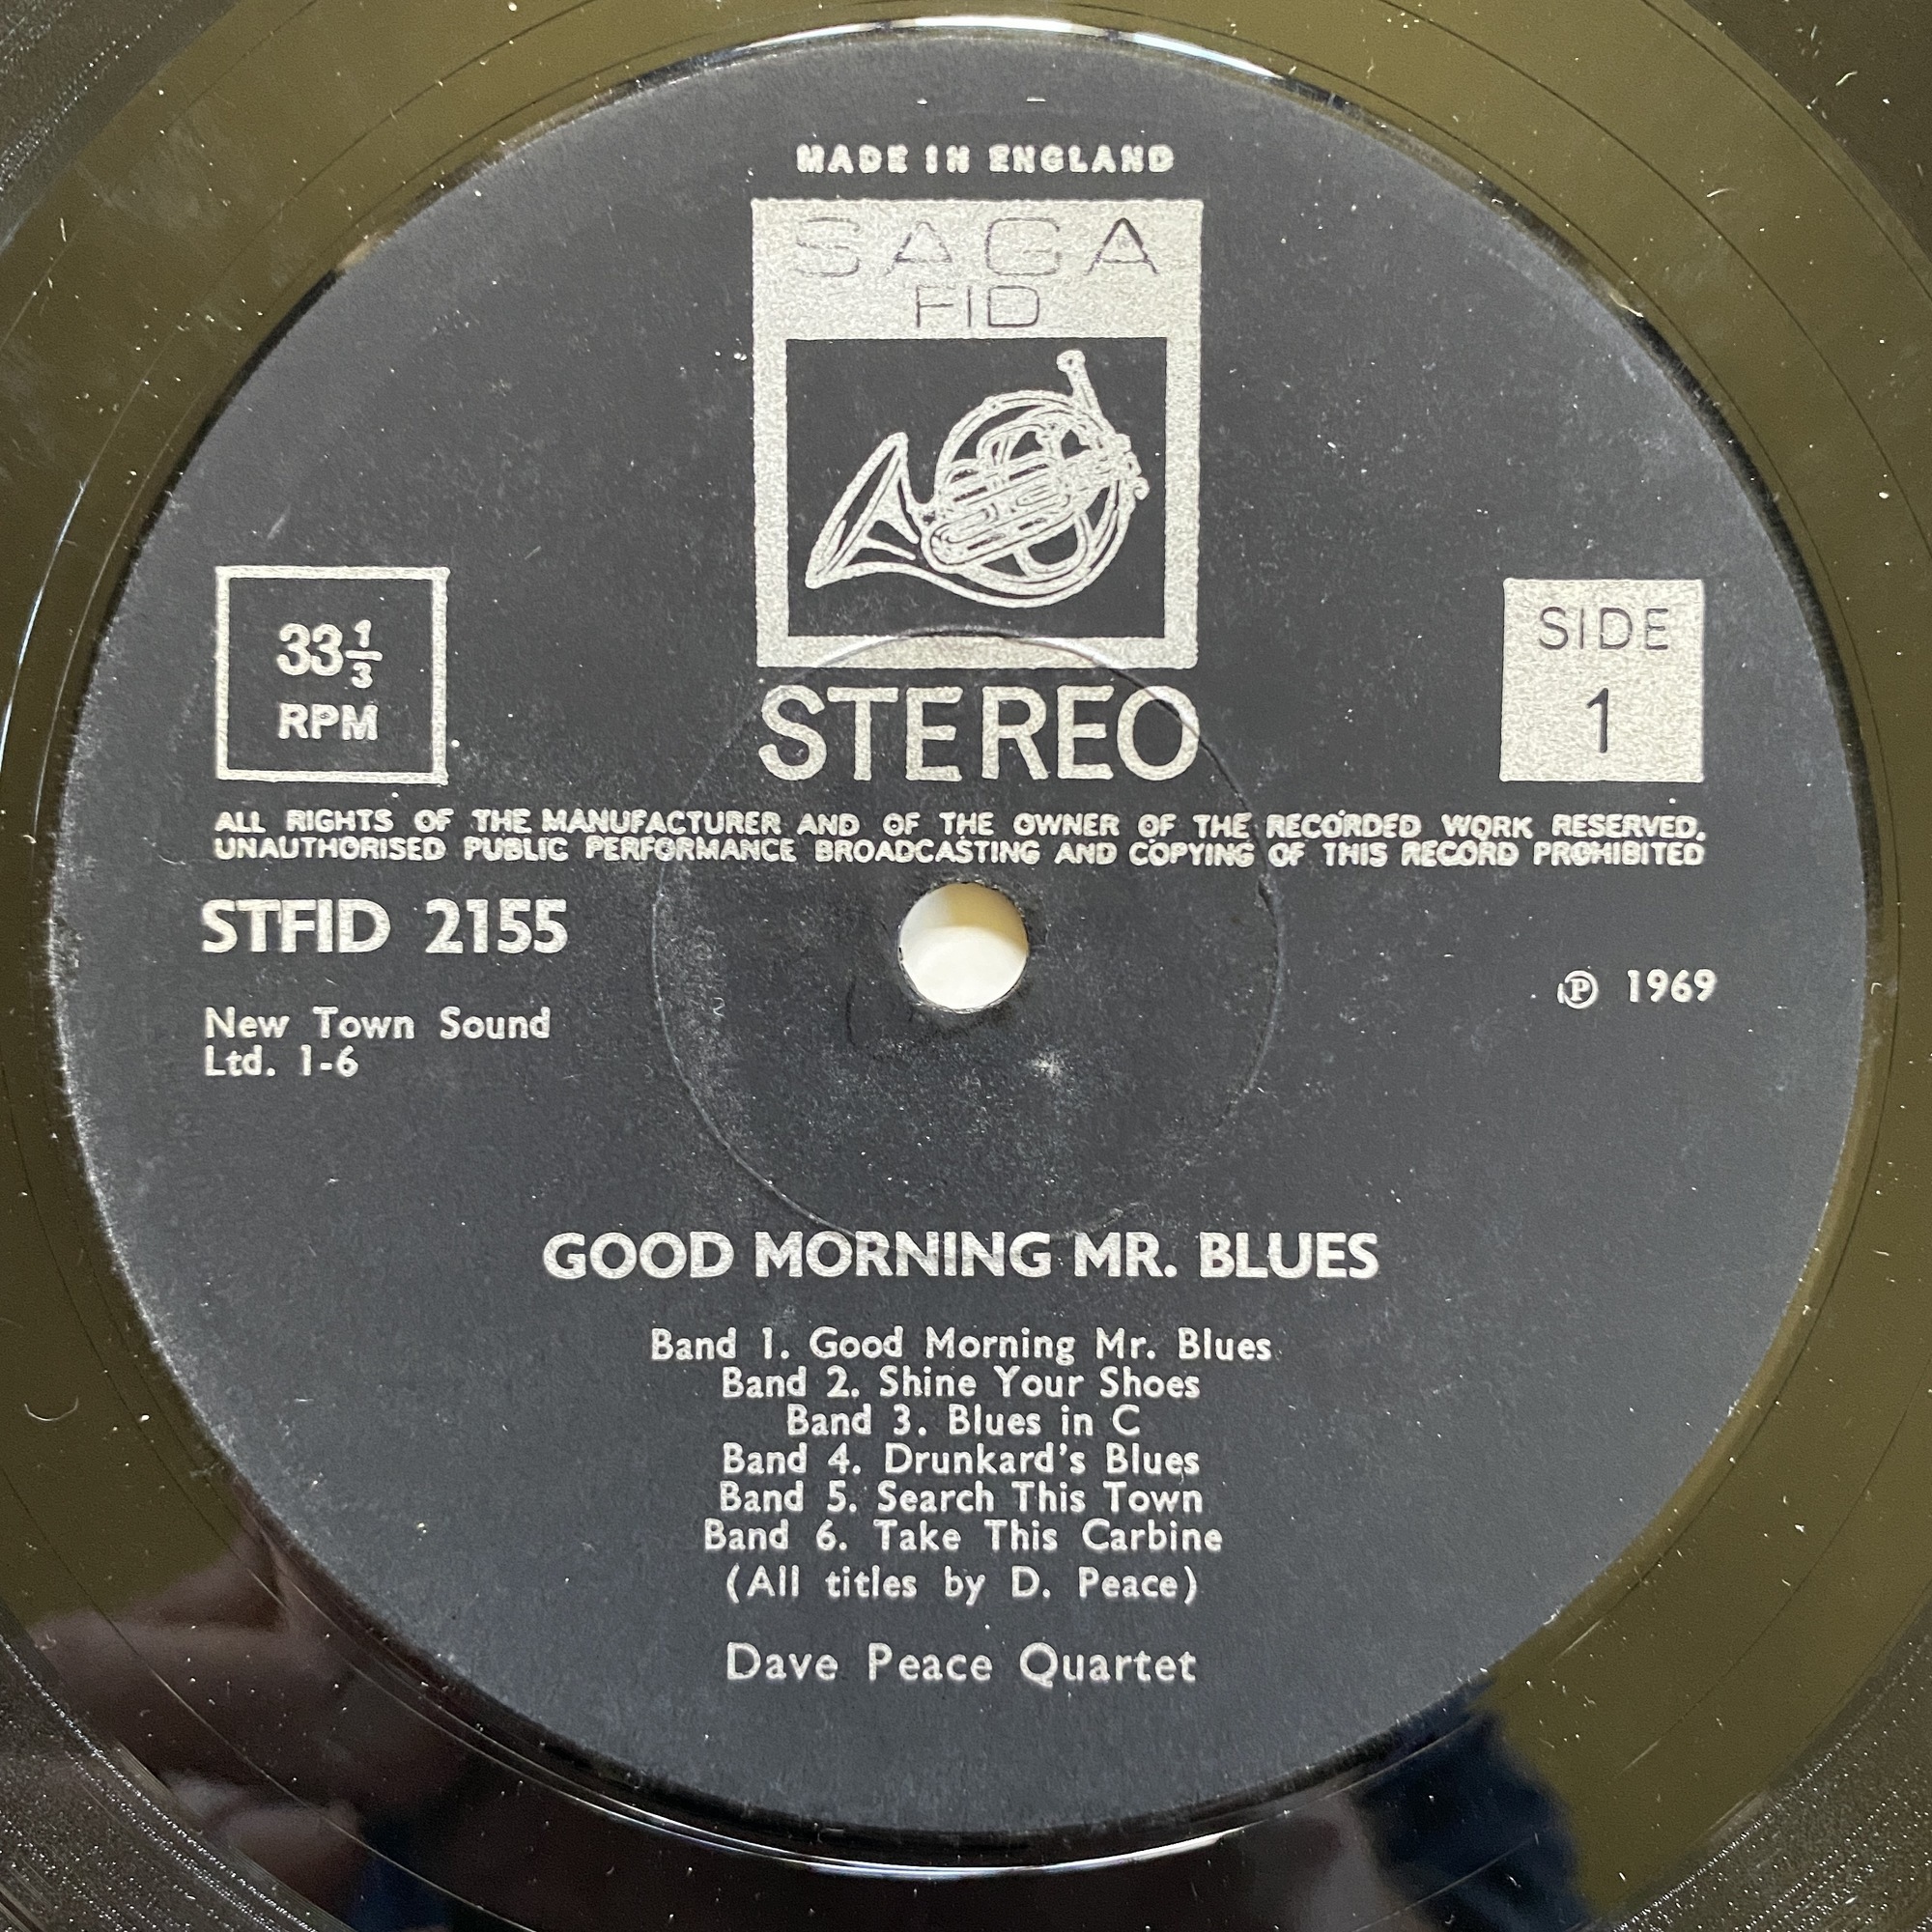 MADE IN ENGLAND
SAGA
FID
STEREO
33 1/3
RPM
SIDE
1
ALL RIGHTS OF THE MANUFACTURER AND OF THE OWNER OF THE RECORDED WORK RESERVED.
UNAUTHORISED PUBLIC PERFORMANCE BROADCASTING AND COPYING OF THIS RECORD PROHIBITED
STFID 2155
℗ 1969
New Town Sound
Ltd. 1-6
GOOD MORNING MR. BLUES
Band 1. Good Morning Mr. Blues
Band 2. Shine Your Shoes
Band 3. Blues in C
Band 4. Drunkard's Blues
Band 5. Search This Town
Band 6. Take This Carbine
(All titles by D. Peace)
Dave Peace Quartet